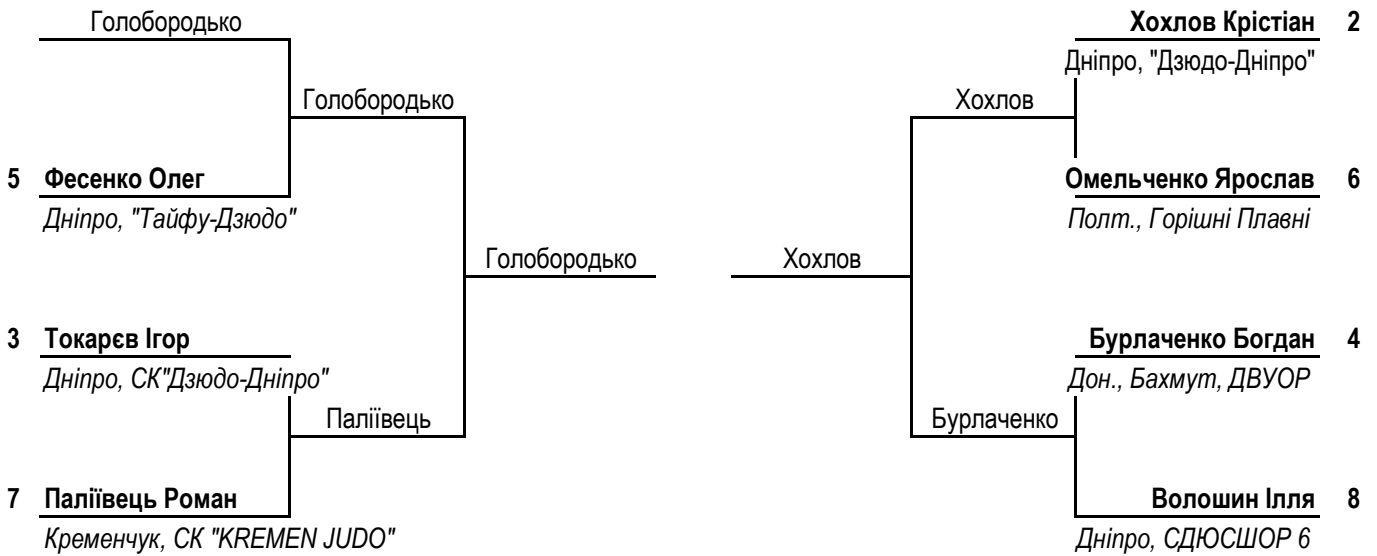 Голобородько
Голобородько
5 Фесенко Олег
Дніпро, "Тайфу-Дзюдо"
Голобородько
3 Токарєв Ігор
Дніпро, СК"Дзюдо-Дніпро"
Паліївець
7 Паліївець Роман
Кременчук, СК "KREMEN JUDO"
Хохлов Крістіан 2
Дніпро, "Дзюдо-Дніпро"
Хохлов
Омельченко Ярослав 6
Полт., Горішні Плавні
Хохлов
Бурлаченко Богдан 4
Дон., Бахмут, ДВУОР
Бурлаченко
Волошин Ілля 8
Дніпро, СДЮСШОР 6